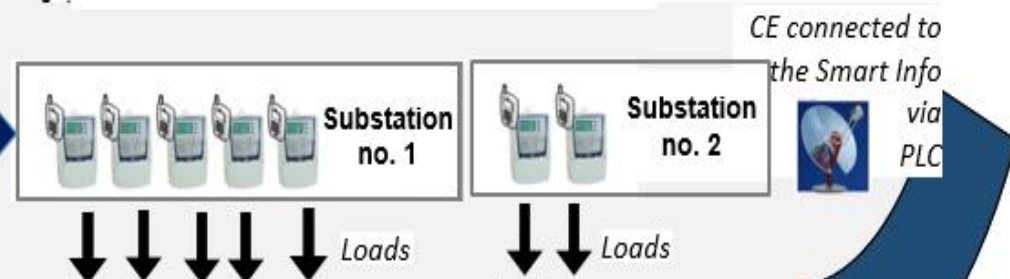 CE connected to
the Smart Info
via
PLC
Substation
no. 1
Substation
no. 2
Loads
Loads